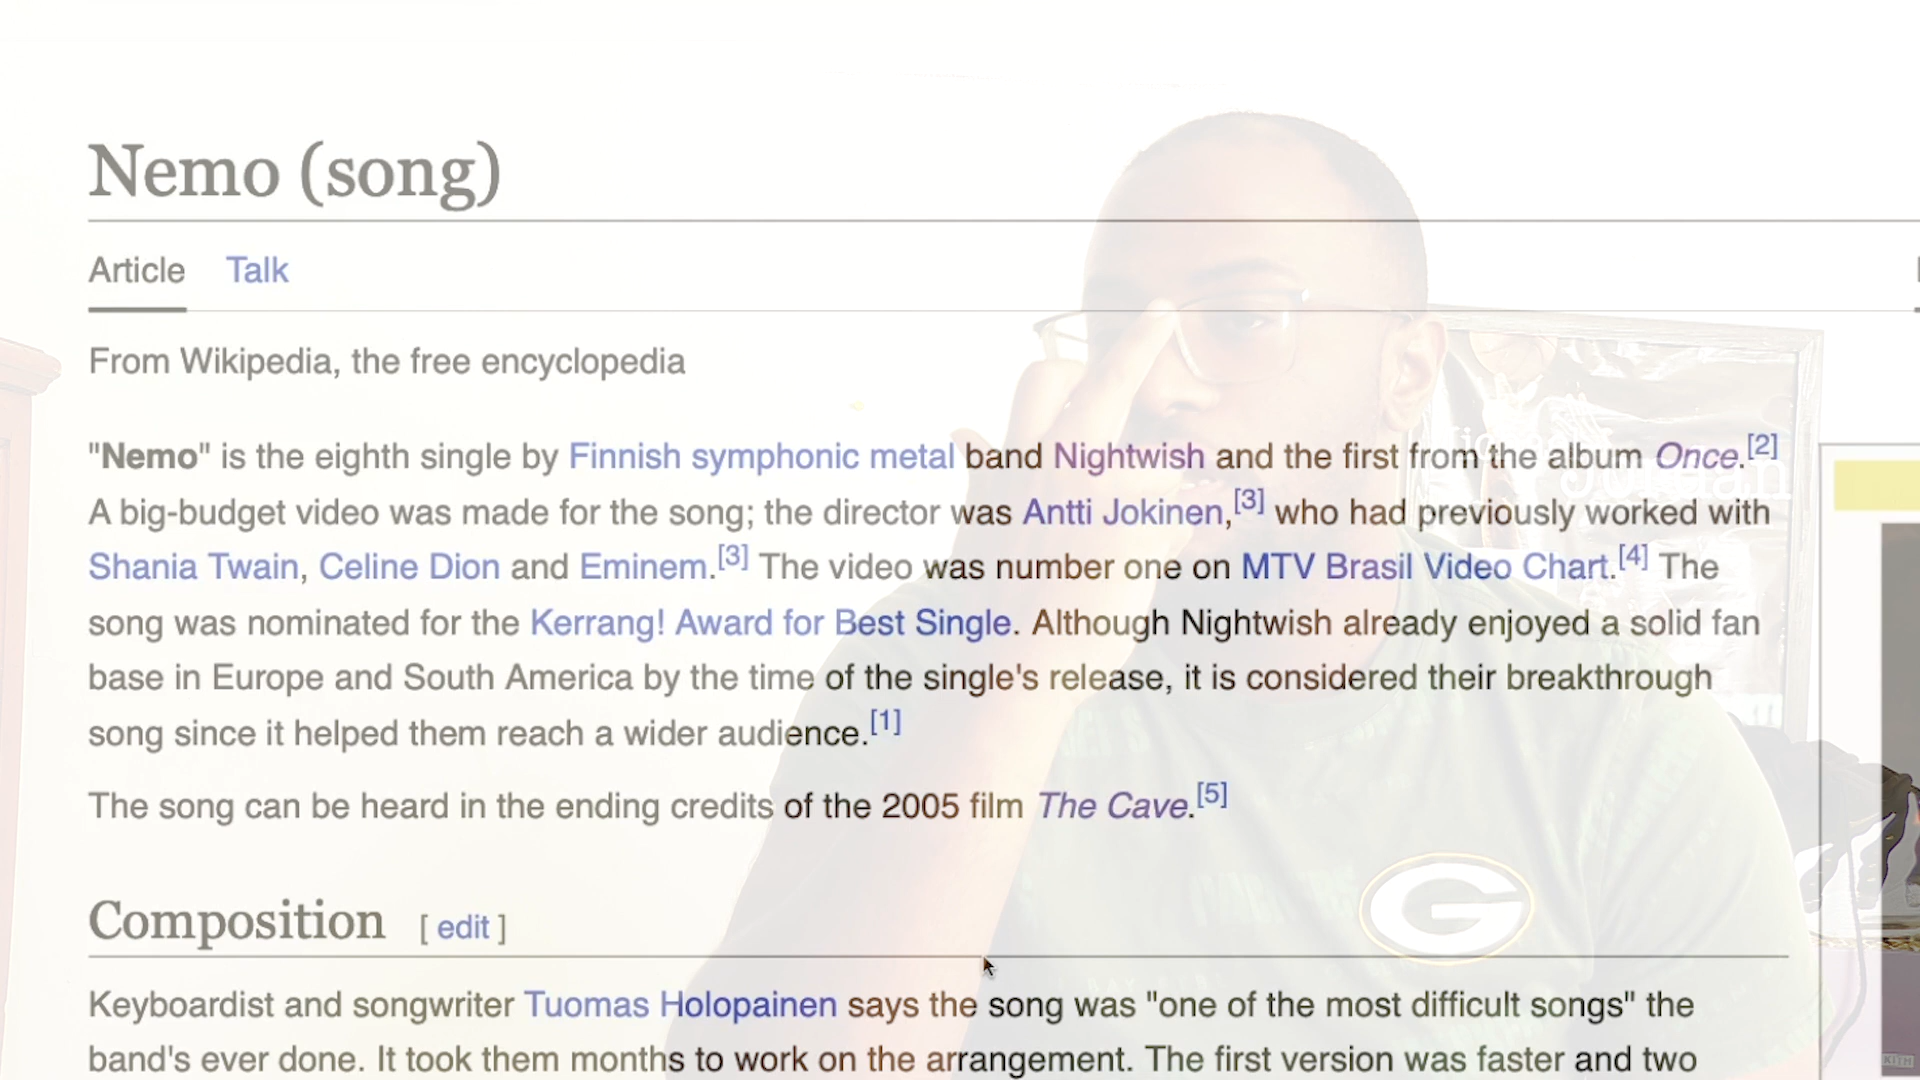 Nemo (song)
Article Talk
From Wikipedia, the free encyclopedia
"Nemo" is the eighth single by Finnish symphonic metal band Nightwish and the first from the album Once.[2]
A big-budget video was made for the song; the director was Antti Jokinen,[3] who had previously worked with
Shania Twain, Celine Dion and Eminem.[3] The video was number one on MTV Brasil Video Chart.[4] The
song was nominated for the Kerrang! Award for Best Single. Although Nightwish already enjoyed a solid fan
base in Europe and South America by the time of the single's release, it is considered their breakthrough
song since it helped them reach a wider audience.[1]
The song can be heard in the ending credits of the 2005 film The Cave.[5]
Composition [ edit ]
Keyboardist and songwriter Tuomas Holopainen says the song was "one of the most difficult songs" the
band's ever done. It took them months to work on the arrangement. The first version was faster and two
Michael
Jordan
G
KITH